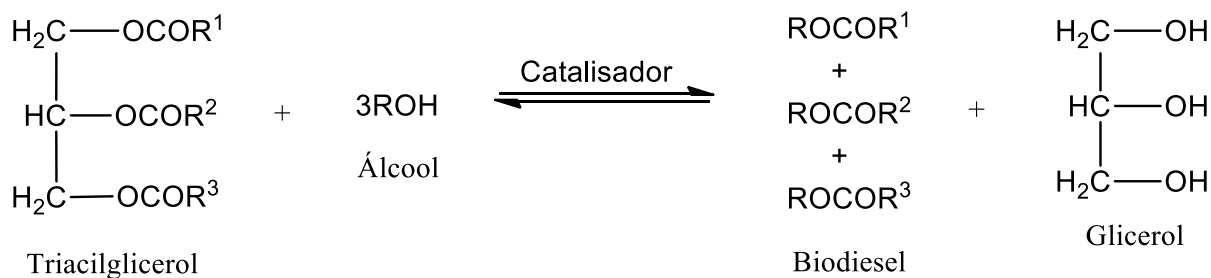 H₂C—OCOR¹
HC—OCOR²
H₂C—OCOR³
Triacilglicerol
+
3ROH
Álcool
Catalisador
ROCOR¹
+
ROCOR²
+
ROCOR³
Biodiesel
+
H₂C—OH
HC—OH
H₂C—OH
Glicerol